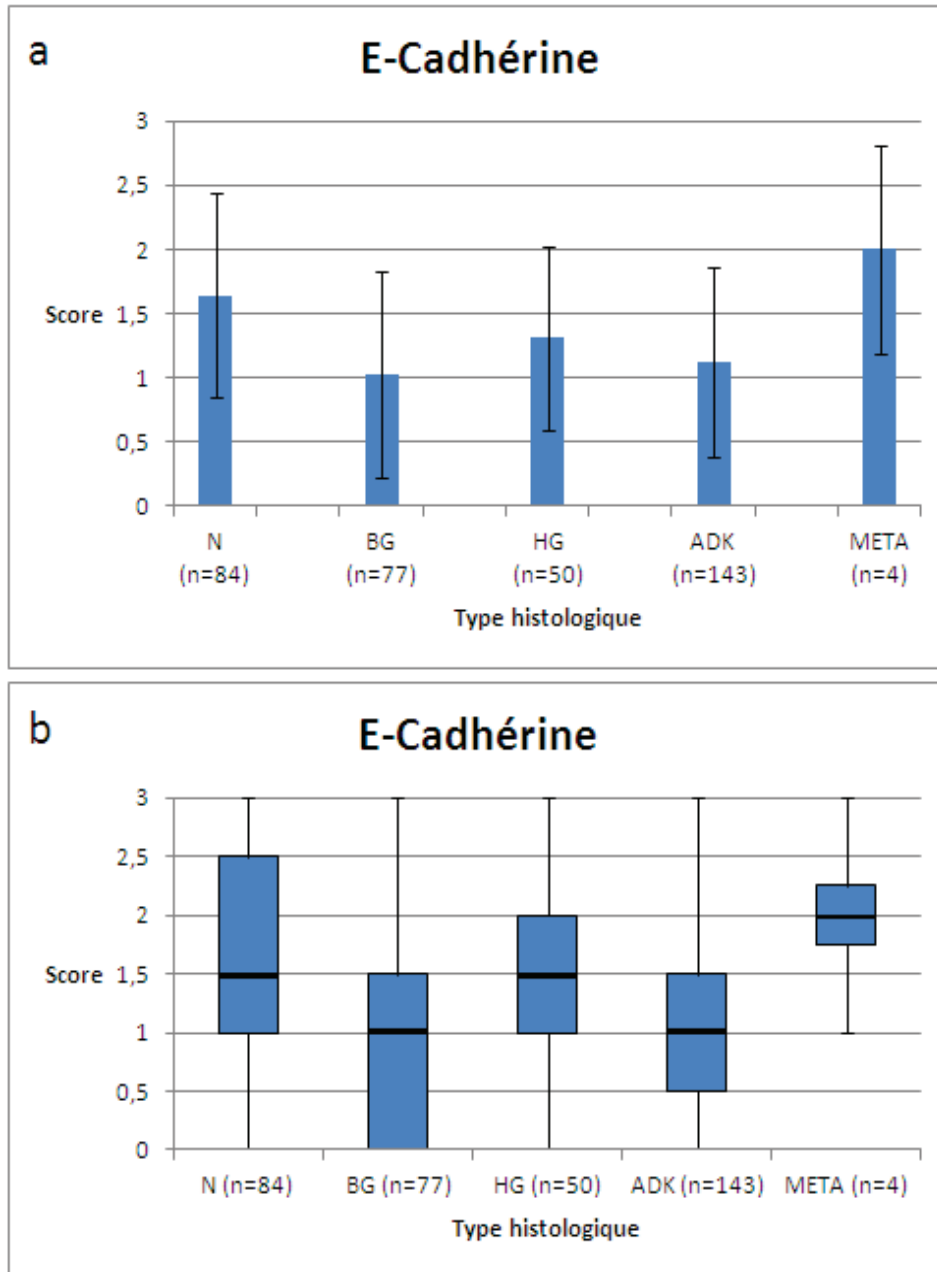 a
E-Cadhérine
3
2,5
2
Score 1,5
1
0,5
0
N BG HG ADK META
(n=84) (n=77) (n=50) (n=143) (n=4)
Type histologique
b
E-Cadhérine
3
2,5
2
Score 1,5
1
0,5
0
N (n=84) BG (n=77) HG (n=50) ADK (n=143) META (n=4)
Type histologique